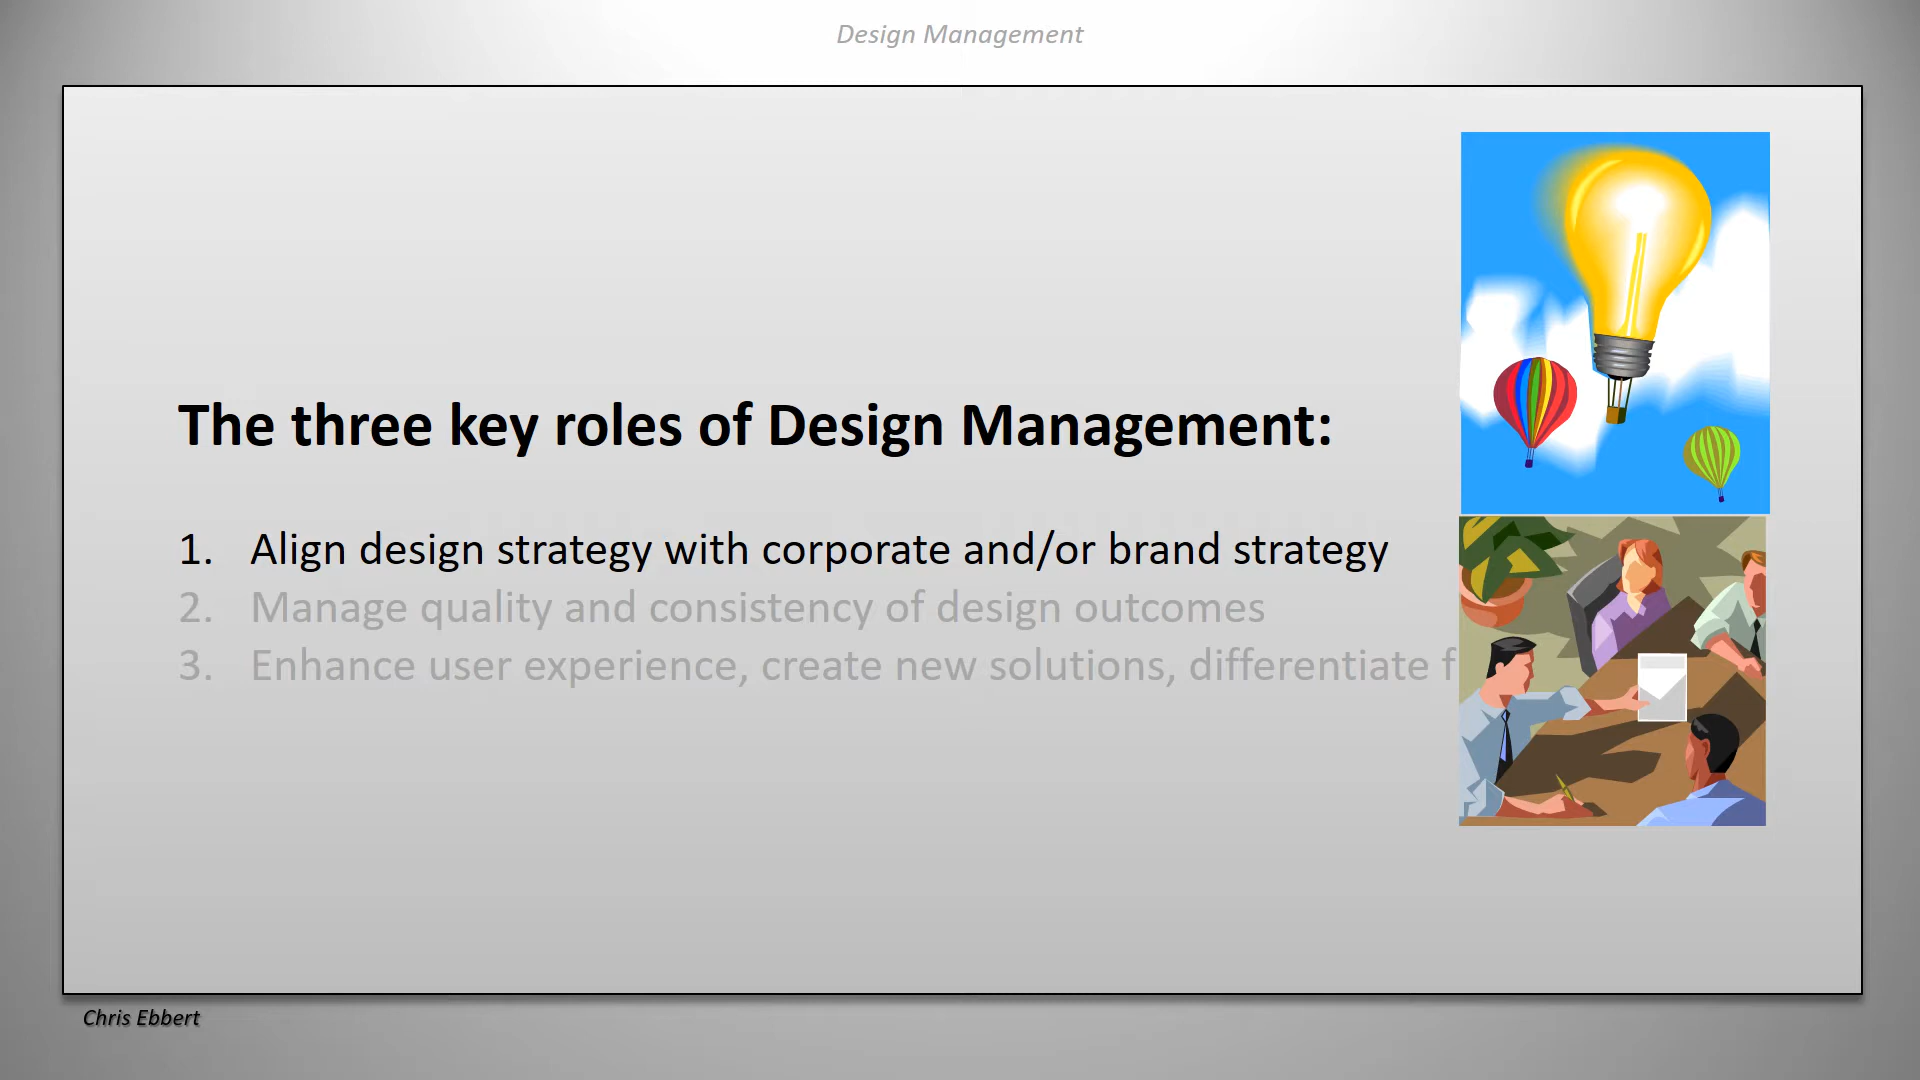 Design Management
The three key roles of Design Management:
1. Align design strategy with corporate and/or brand strategy
2. Manage quality and consistency of design outcomes
3. Enhance user experience, create new solutions, differentiate f
Chris Ebbert